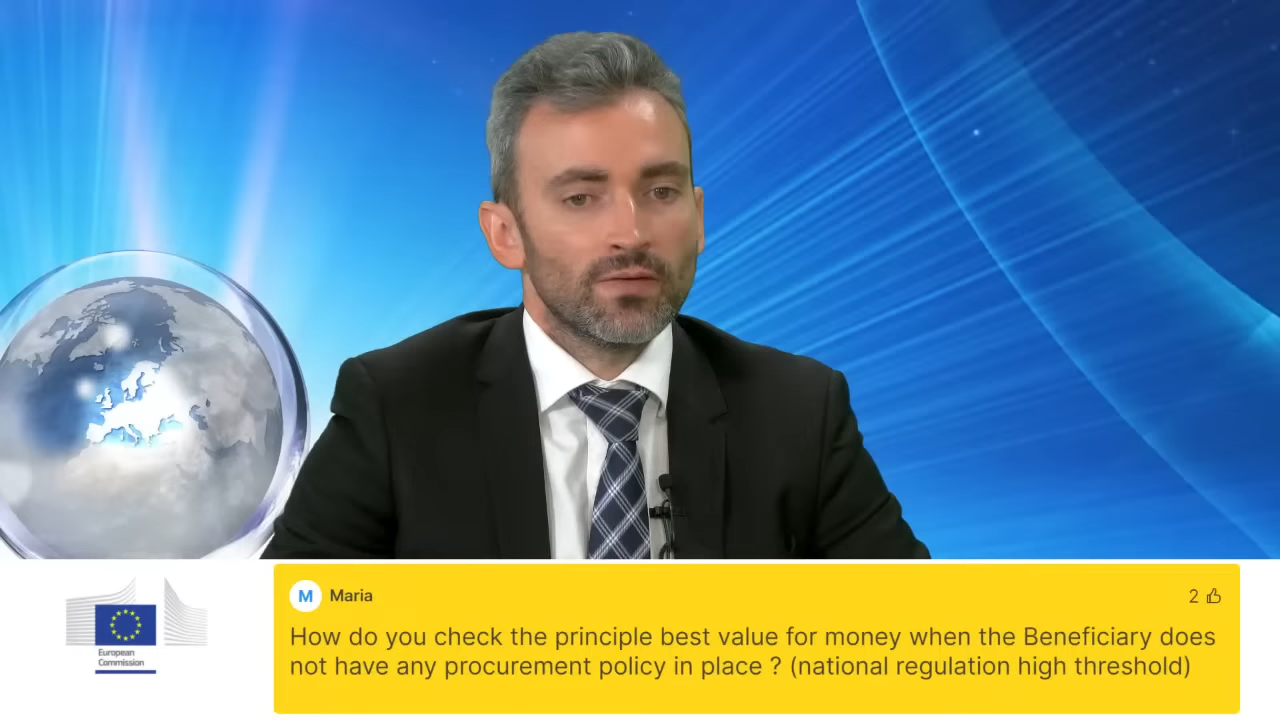 M Maria 2
How do you check the principle best value for money when the Beneficiary does
not have any procurement policy in place ? (national regulation high threshold)
European
Commission